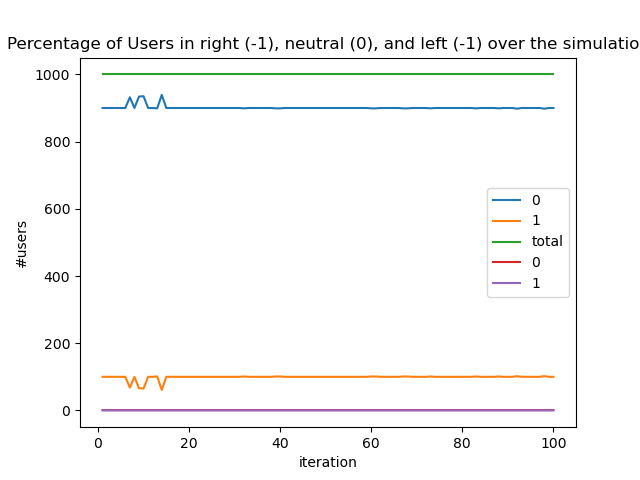 Percentage of Users in right (-1), neutral (0), and left (-1) over the simulatio
1000
800
600
400
200
0
#users
0
1
total
0
1
0 20 40 60 80 100
iteration